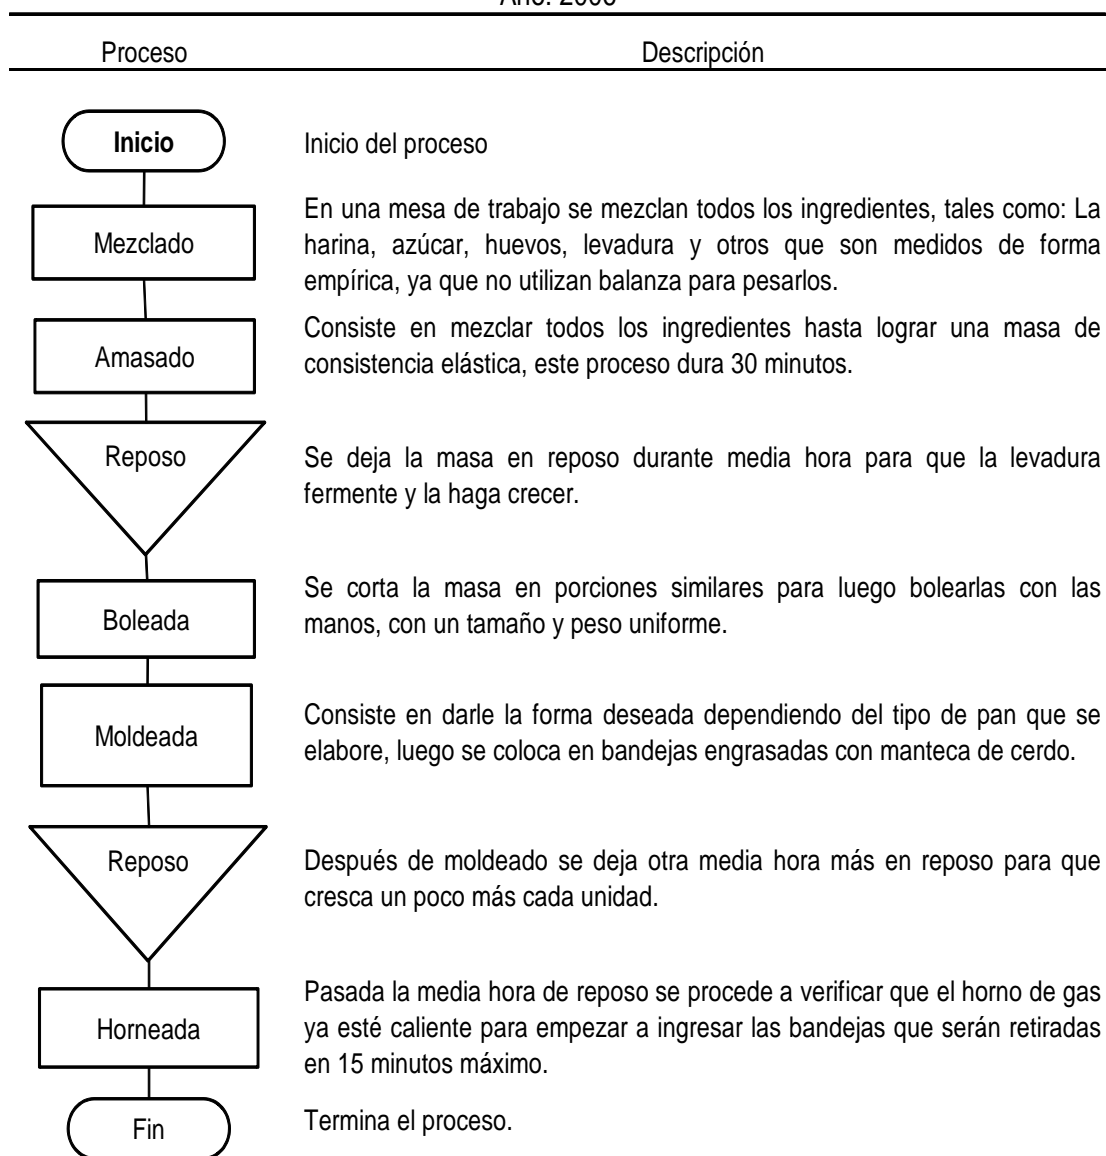 Proceso Descripción
Inicio
Inicio del proceso
Mezclado
En una mesa de trabajo se mezclan todos los ingredientes, tales como: La
harina, azúcar, huevos, levadura y otros que son medidos de forma
empírica, ya que no utilizan balanza para pesarlos.
Amasado
Consiste en mezclar todos los ingredientes hasta lograr una masa de
consistencia elástica, este proceso dura 30 minutos.
Reposo
Se deja la masa en reposo durante media hora para que la levadura
fermente y la haga crecer.
Boleada
Se corta la masa en porciones similares para luego bolearlas con las
manos, con un tamaño y peso uniforme.
Moldeada
Consiste en darle la forma deseada dependiendo del tipo de pan que se
elabore, luego se coloca en bandejas engrasadas con manteca de cerdo.
Reposo
Después de moldeado se deja otra media hora más en reposo para que
cresca un poco más cada unidad.
Horneada
Pasada la media hora de reposo se procede a verificar que el horno de gas
ya esté caliente para empezar a ingresar las bandejas que serán retiradas
en 15 minutos máximo.
Fin
Termina el proceso.